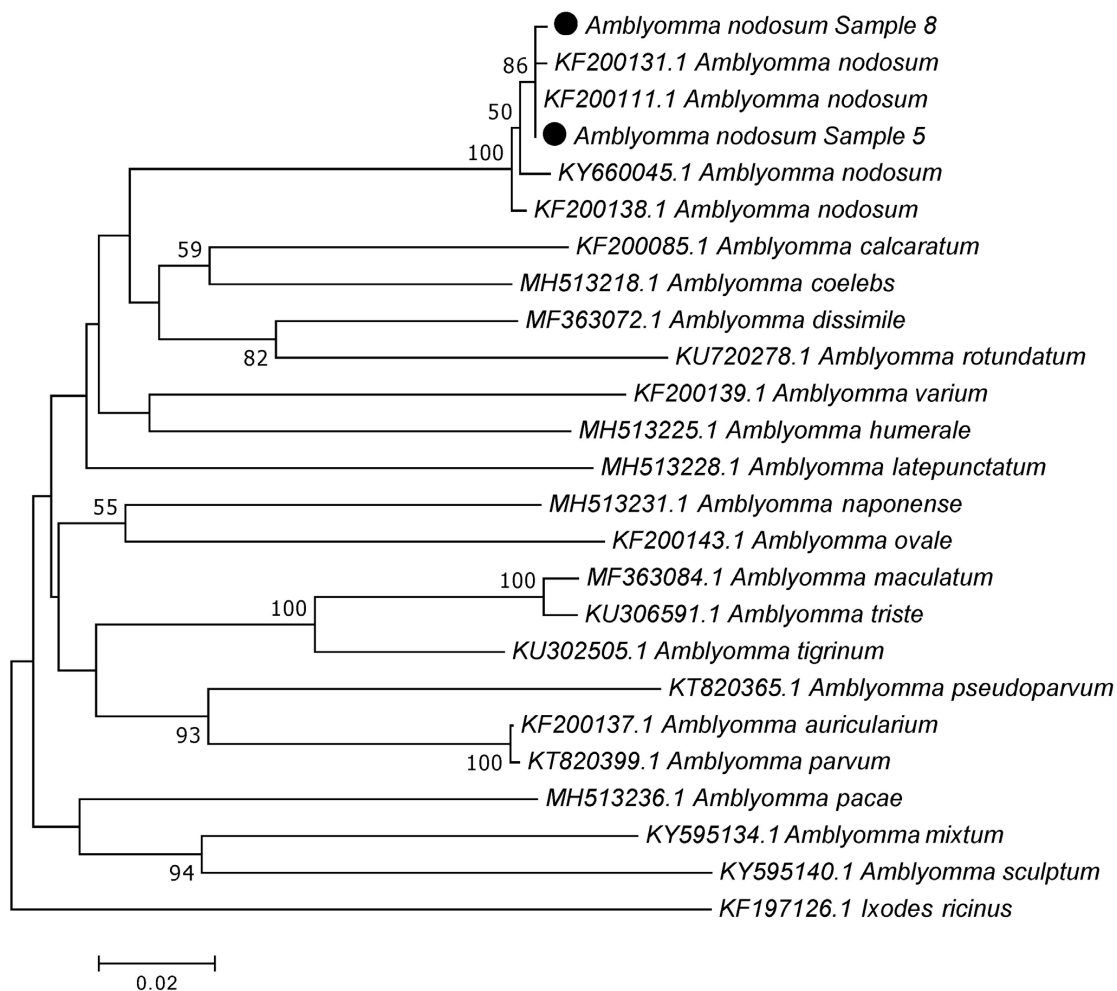 Amblyomma nodosum Sample 8
86
KF200131.1 Amblyomma nodosum
KF200111.1 Amblyomma nodosum
50
Amblyomma nodosum Sample 5
100
KY660045.1 Amblyomma nodosum
KF200138.1 Amblyomma nodosum
59
KF200085.1 Amblyomma calcaratum
MH513218.1 Amblyomma coelebs
MF363072.1 Amblyomma dissimile
82
KU720278.1 Amblyomma rotundatum
KF200139.1 Amblyomma varium
MH513225.1 Amblyomma humerale
MH513228.1 Amblyomma latepunctatum
55
MH513231.1 Amblyomma naponense
KF200143.1 Amblyomma ovale
100
MF363084.1 Amblyomma maculatum
100
KU306591.1 Amblyomma triste
KU302505.1 Amblyomma tigrinum
KT820365.1 Amblyomma pseudoparvum
93
KF200137.1 Amblyomma auricularium
100
KT820399.1 Amblyomma parvum
MH513236.1 Amblyomma pacae
KY595134.1 Amblyomma mixtum
94
KY595140.1 Amblyomma sculptum
KF197126.1 Ixodes ricinus
0.02